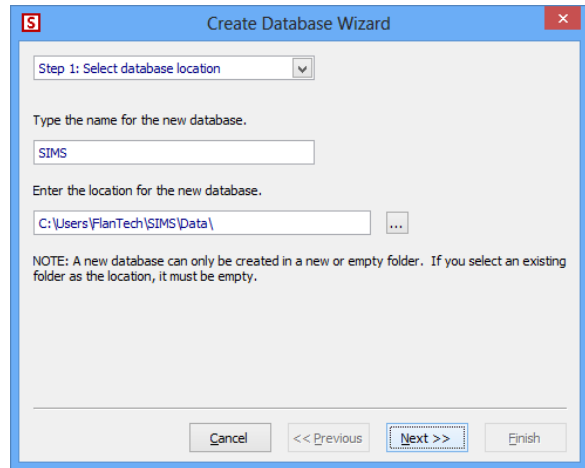 S
Create Database Wizard
Step 1: Select database location
Type the name for the new database.
SIMS
Enter the location for the new database.
C:\Users\FlanTech\SIMS\Data\
...
NOTE: A new database can only be created in a new or empty folder.  If you select an existing
folder as the location, it must be empty.
Cancel
<< Previous
Next >>
Finish